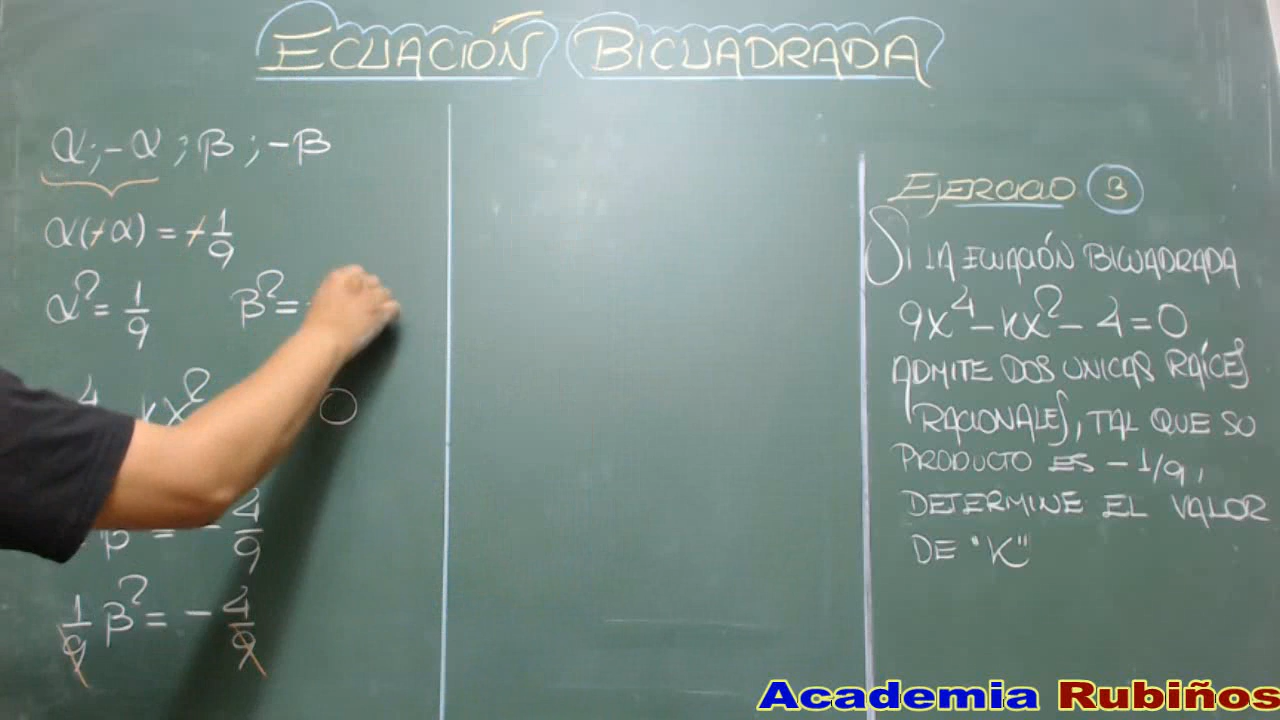 ECUACIÓN BICUADRADA
α; -α ; β ; -β
α(-α) = -1/9
α² = 1/9 β² = -
4
kx² 0
β = - 4/9
1/9 β² = - 4/9
EJERCICIO 3
SI LA ECUACIÓN BICUADRADA
9x⁴ - kx² - 4 = 0
ADMITE DOS UNICAS RAÍCES
RACIONALES, TAL QUE SU
PRODUCTO ES -1/9,
DETERMINE EL VALOR
DE "K"
Academia Rubiños